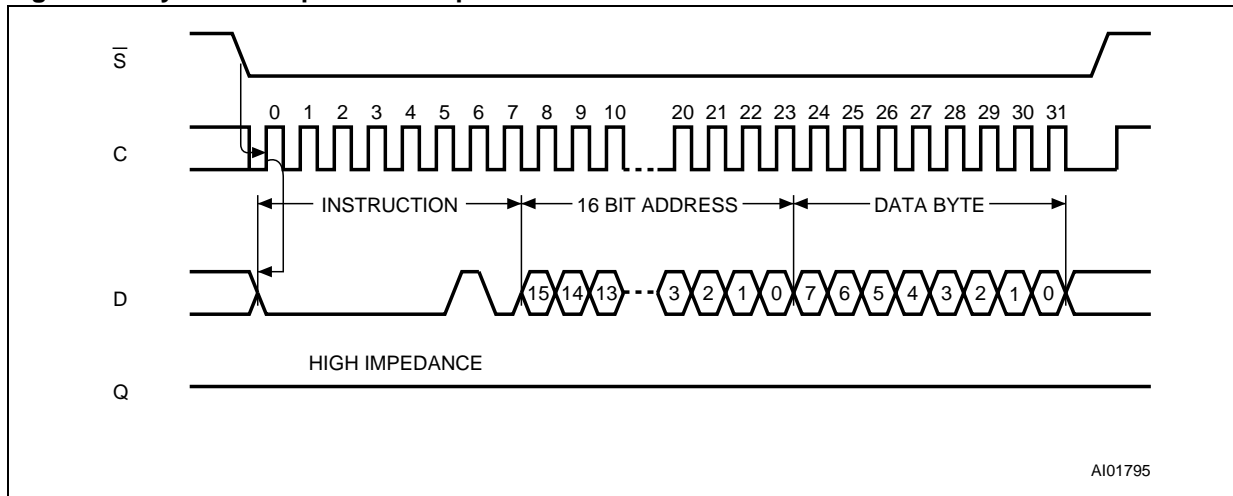 S̅
0 1 2 3 4 5 6 7 8 9 10 20 21 22 23 24 25 26 27 28 29 30 31
C
INSTRUCTION 16 BIT ADDRESS DATA BYTE
D
15 14 13 3 2 1 0 7 6 5 4 3 2 1 0
HIGH IMPEDANCE
Q
AI01795